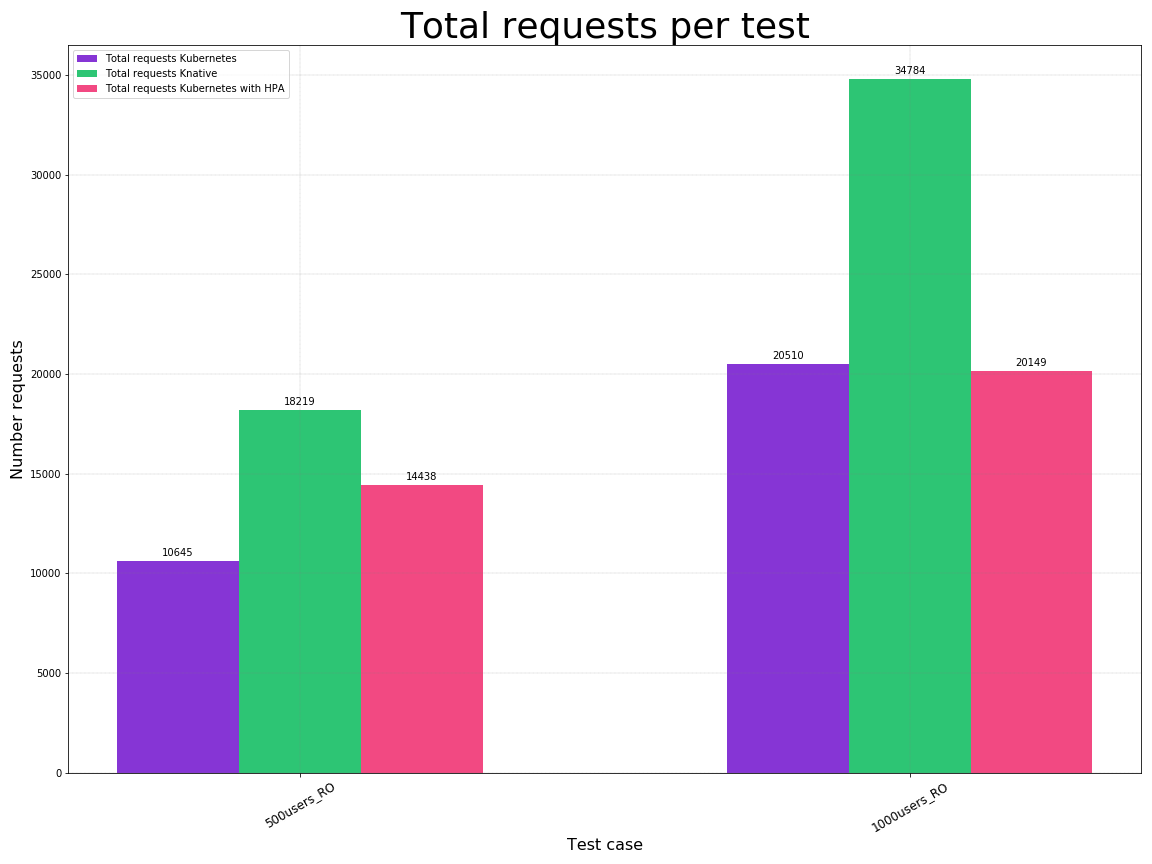 Total requests per test
Total requests Kubernetes
Total requests Knative
Total requests Kubernetes with HPA
Number requests
35000
30000
25000
20000
15000
10000
5000
0
10645
18219
14438
20510
34784
20149
500users_RO
1000users_RO
Test case